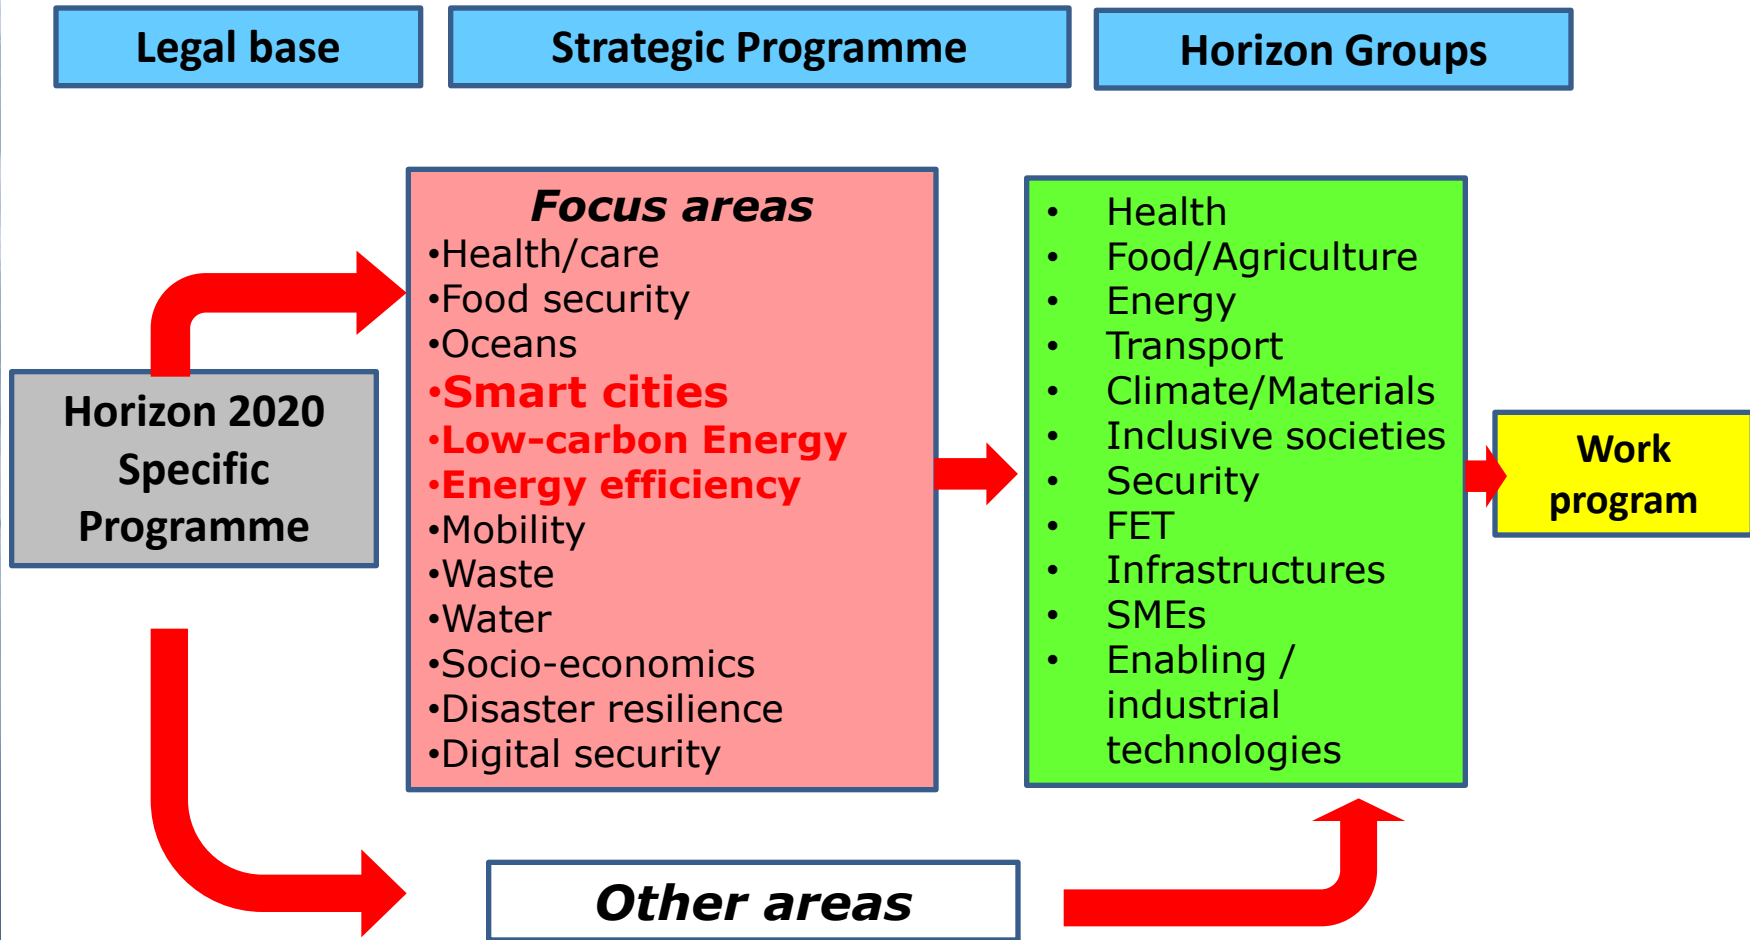 Legal base
Strategic Programme
Horizon Groups
Horizon 2020
Specific
Programme
Focus areas
•Health/care
•Food security
•Oceans
•Smart cities
•Low-carbon Energy
•Energy efficiency
•Mobility
•Waste
•Water
•Socio-economics
•Disaster resilience
•Digital security
• Health
• Food/Agriculture
• Energy
• Transport
• Climate/Materials
• Inclusive societies
• Security
• FET
• Infrastructures
• SMEs
• Enabling /
industrial
technologies
Work
program
Other areas